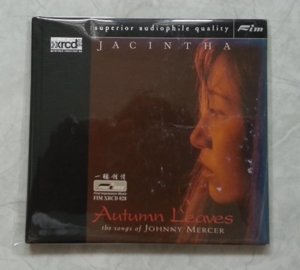 superior audiophile quality
xrcd
Fim
JACINTHA
FIM XRCD 028
Autumn Leaves
the songs of JOHNNY MERCER